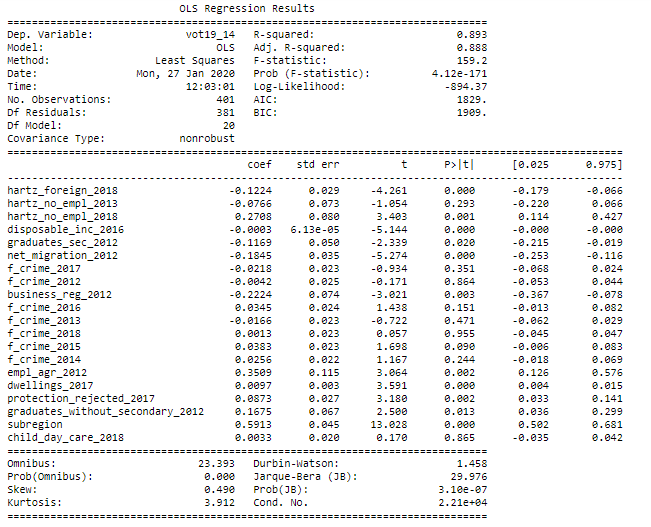 OLS Regression Results
==============================================================================
Dep. Variable: vot19_14 R-squared: 0.893
Model: OLS Adj. R-squared: 0.888
Method: Least Squares F-statistic: 159.2
Date: Mon, 27 Jan 2020 Prob (F-statistic): 4.12e-171
Time: 12:03:01 Log-Likelihood: -894.37
No. Observations: 401 AIC: 1829.
Df Residuals: 381 BIC: 1909.
Df Model: 20
Covariance Type: nonrobust
==============================================================================
coef std err t P>|t| [0.025 0.975]
------------------------------------------------------------------------------
hartz_foreign_2018 -0.1224 0.029 -4.261 0.000 -0.179 -0.066
hartz_no_empl_2013 -0.0766 0.073 -1.054 0.293 -0.220 0.066
hartz_no_empl_2018 0.2708 0.080 3.403 0.001 0.114 0.427
disposable_inc_2016 -0.0003 6.13e-05 -5.144 0.000 -0.000 -0.000
graduates_sec_2012 -0.1169 0.050 -2.339 0.020 -0.215 -0.019
net_migration_2012 -0.1845 0.035 -5.274 0.000 -0.253 -0.116
f_crime_2017 -0.0218 0.023 -0.934 0.351 -0.068 0.024
f_crime_2012 -0.0042 0.025 -0.171 0.864 -0.053 0.044
business_reg_2012 -0.2224 0.074 -3.021 0.003 -0.367 -0.078
f_crime_2016 0.0345 0.024 1.438 0.151 -0.013 0.082
f_crime_2013 -0.0166 0.023 -0.722 0.471 -0.062 0.029
f_crime_2018 0.0013 0.023 0.057 0.955 -0.045 0.047
f_crime_2015 0.0383 0.023 1.698 0.090 -0.006 0.083
f_crime_2014 0.0256 0.022 1.167 0.244 -0.018 0.069
empl_agr_2012 0.3509 0.115 3.064 0.002 0.126 0.576
dwellings_2017 0.0097 0.003 3.591 0.000 0.004 0.015
protection_rejected_2017 0.0873 0.027 3.180 0.002 0.033 0.141
graduates_without_secondary_2012 0.1675 0.067 2.500 0.013 0.036 0.299
subregion 0.5913 0.045 13.028 0.000 0.502 0.681
child_day_care_2018 0.0033 0.020 0.170 0.865 -0.035 0.042
==============================================================================
Omnibus: 23.393 Durbin-Watson: 1.458
Prob(Omnibus): 0.000 Jarque-Bera (JB): 29.976
Skew: 0.490 Prob(JB): 3.10e-07
Kurtosis: 3.912 Cond. No. 2.21e+04
==============================================================================